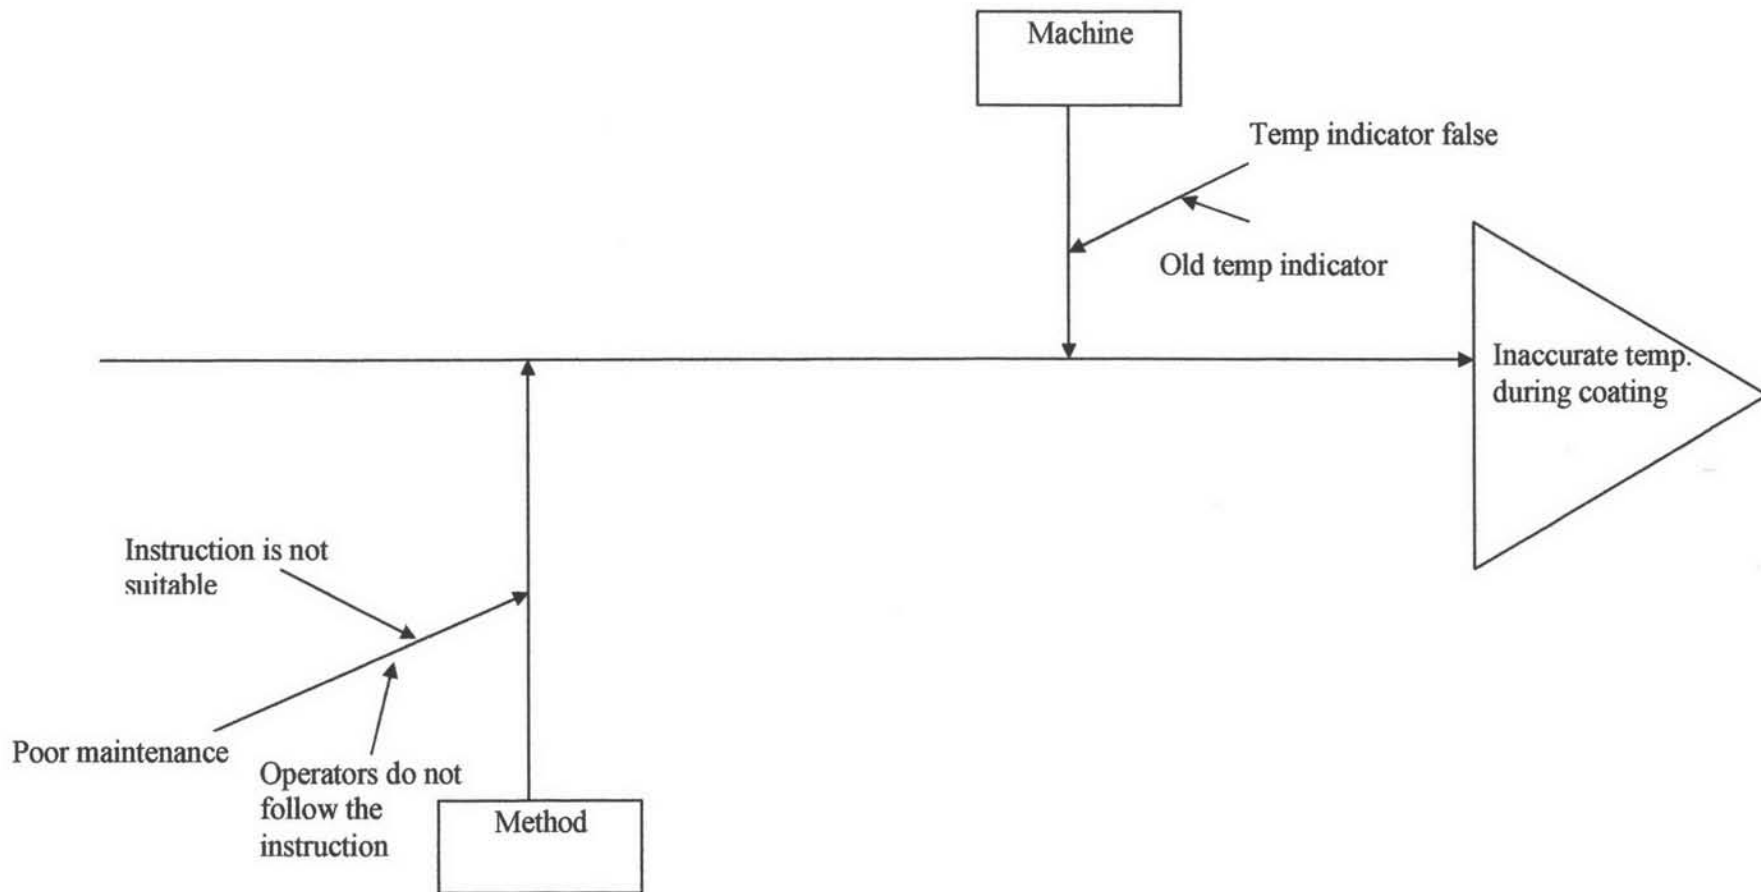 Machine
Temp indicator false
Old temp indicator
Inaccurate temp.
during coating
Instruction is not
suitable
Poor maintenance
Operators do not
follow the
instruction
Method